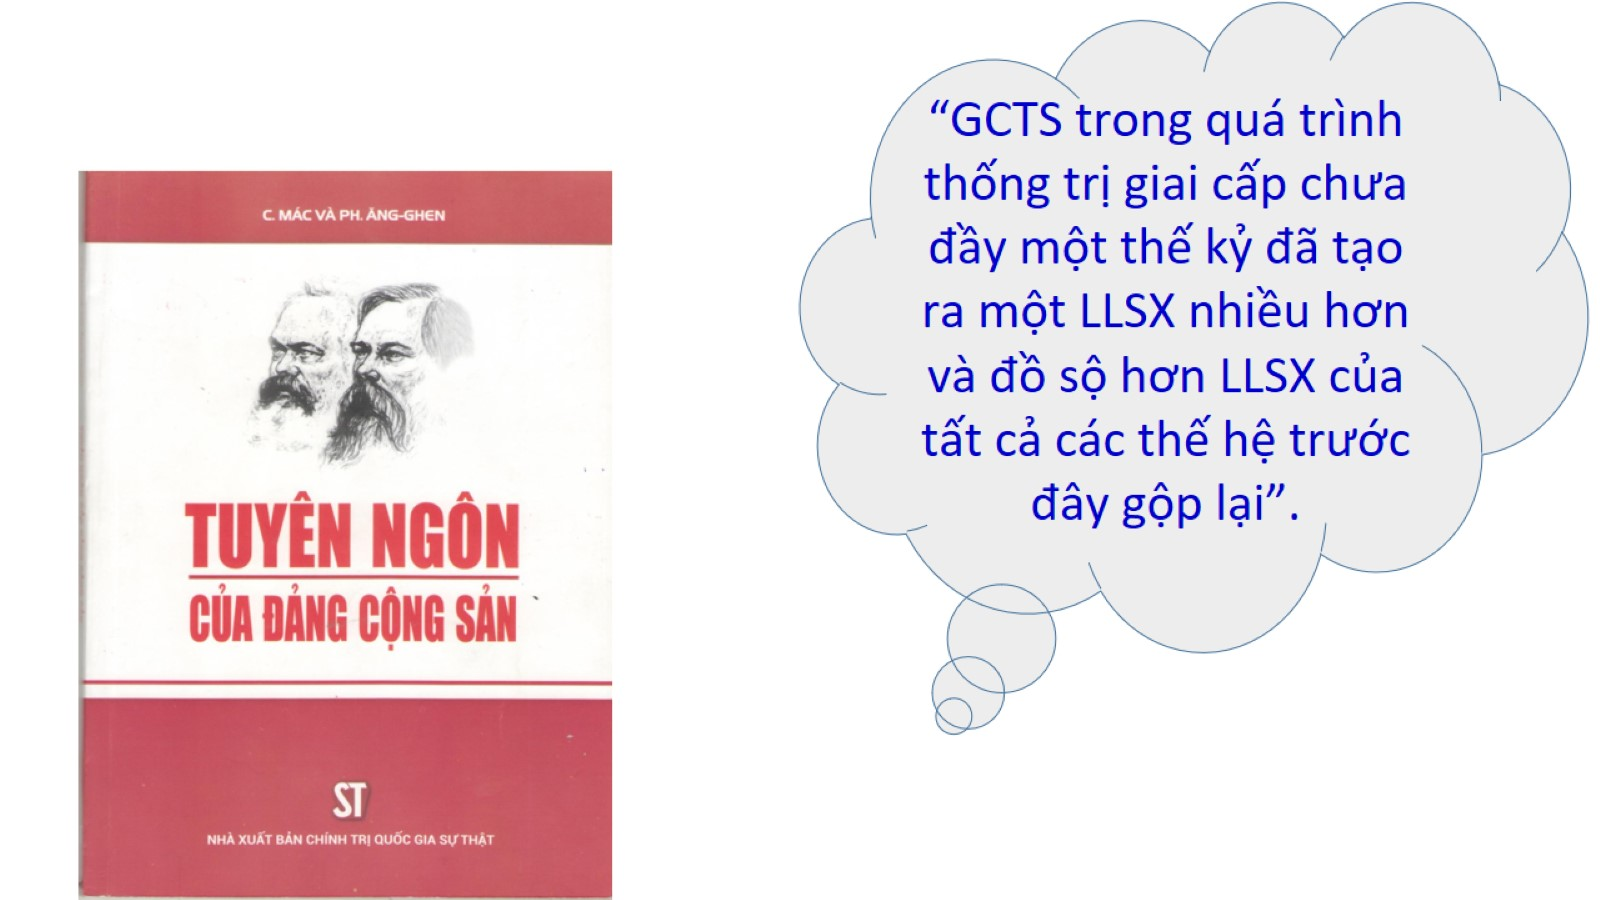 C. MÁC VÀ PH. ĂNG-GHEN
TUYÊN NGÔN
CỦA ĐẢNG CỘNG SẢN
ST
NHÀ XUẤT BẢN CHÍNH TRỊ QUỐC GIA SỰ THẬT
“GCTS trong quá trình
thống trị giai cấp chưa
đầy một thế kỷ đã tạo
ra một LLSX nhiều hơn
và đồ sộ hơn LLSX của
tất cả các thế hệ trước
đây gộp lại”.